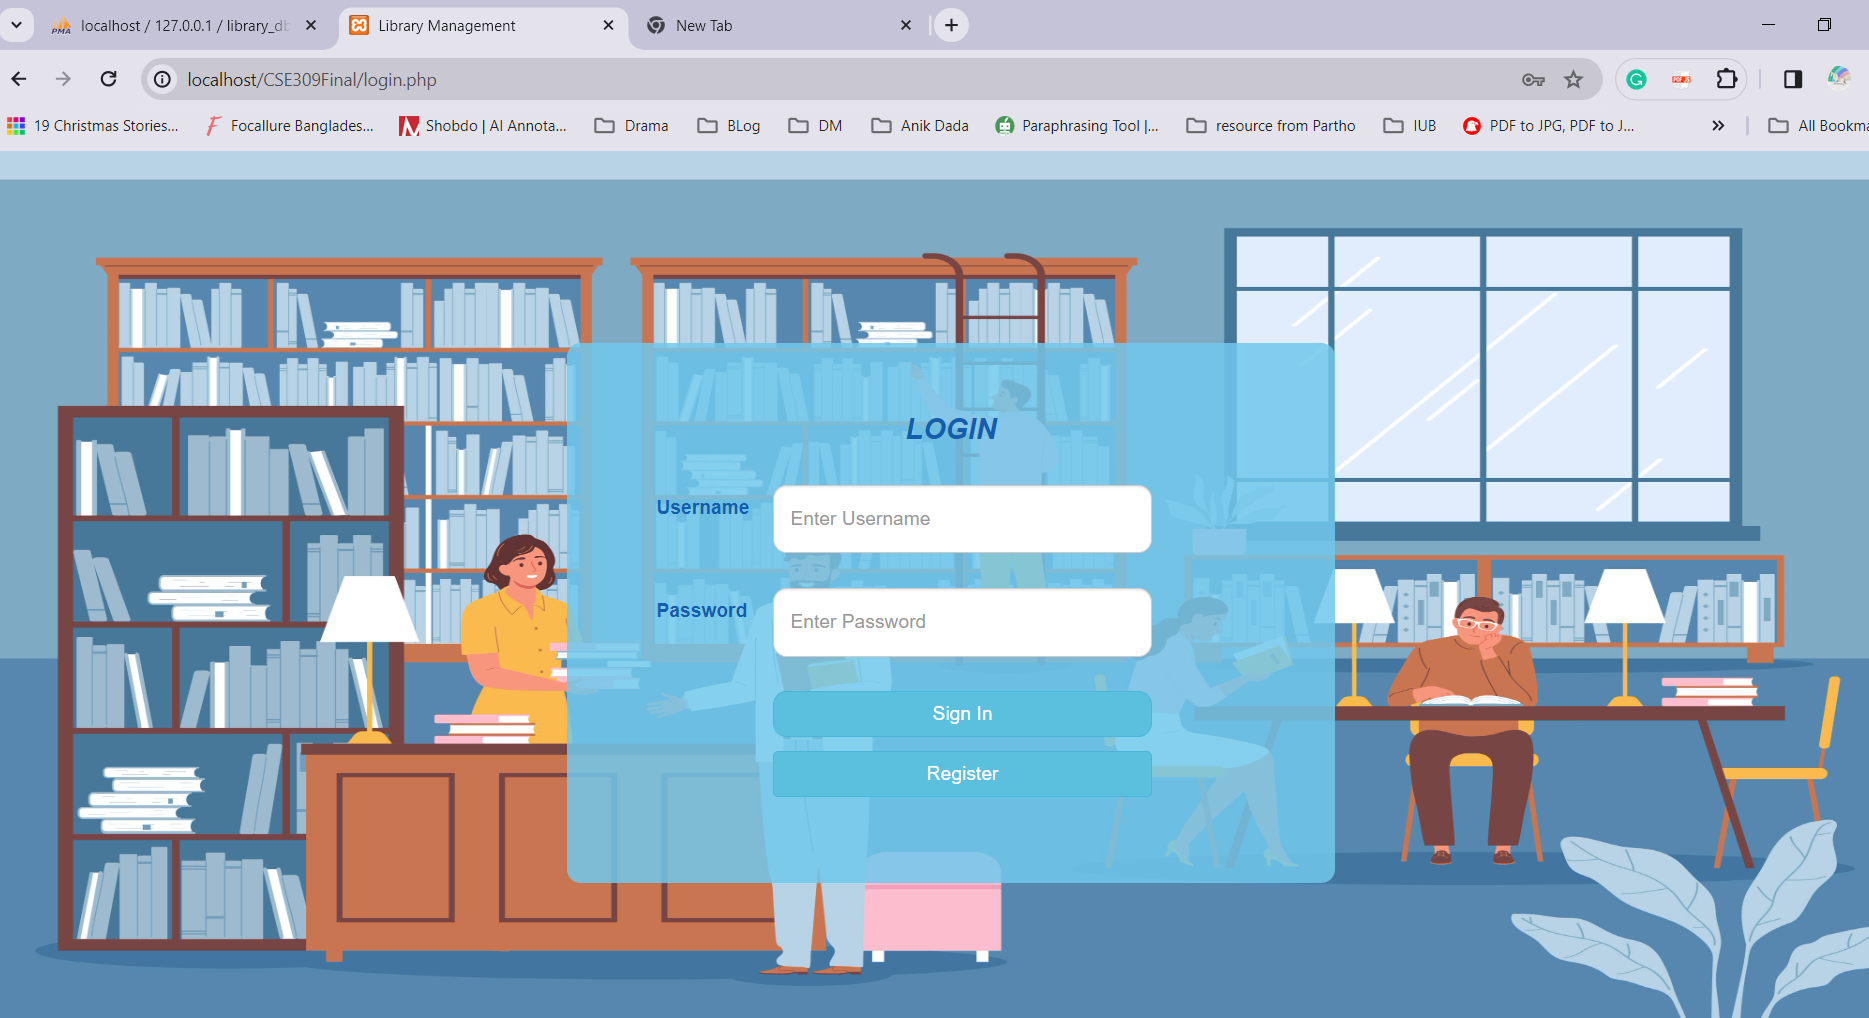 localhost / 127.0.0.1 / library_db
Library Management
New Tab
localhost/CSE309Final/login.php
19 Christmas Stories...
Focallure Banglades...
Shobdo | AI Annota...
Drama
BLog
DM
Anik Dada
Paraphrasing Tool |...
resource from Partho
IUB
PDF to JPG, PDF to J...
All Bookma
LOGIN
Username
Enter Username
Password
Enter Password
Sign In
Register